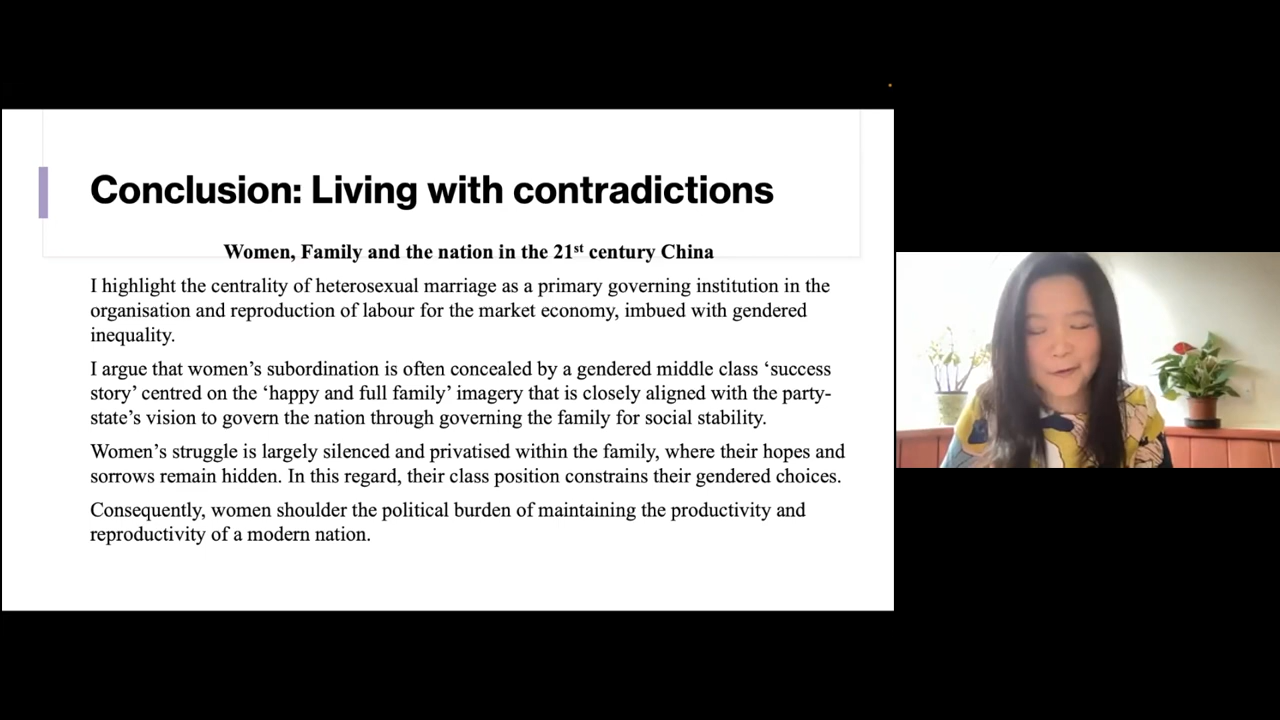 Conclusion: Living with contradictions
Women, Family and the nation in the 21st century China
I highlight the centrality of heterosexual marriage as a primary governing institution in the
organisation and reproduction of labour for the market economy, imbued with gendered
inequality.
I argue that women’s subordination is often concealed by a gendered middle class ‘success
story’ centred on the ‘happy and full family’ imagery that is closely aligned with the party-
state’s vision to govern the nation through governing the family for social stability.
Women’s struggle is largely silenced and privatised within the family, where their hopes and
sorrows remain hidden. In this regard, their class position constrains their gendered choices.
Consequently, women shoulder the political burden of maintaining the productivity and
reproductivity of a modern nation.